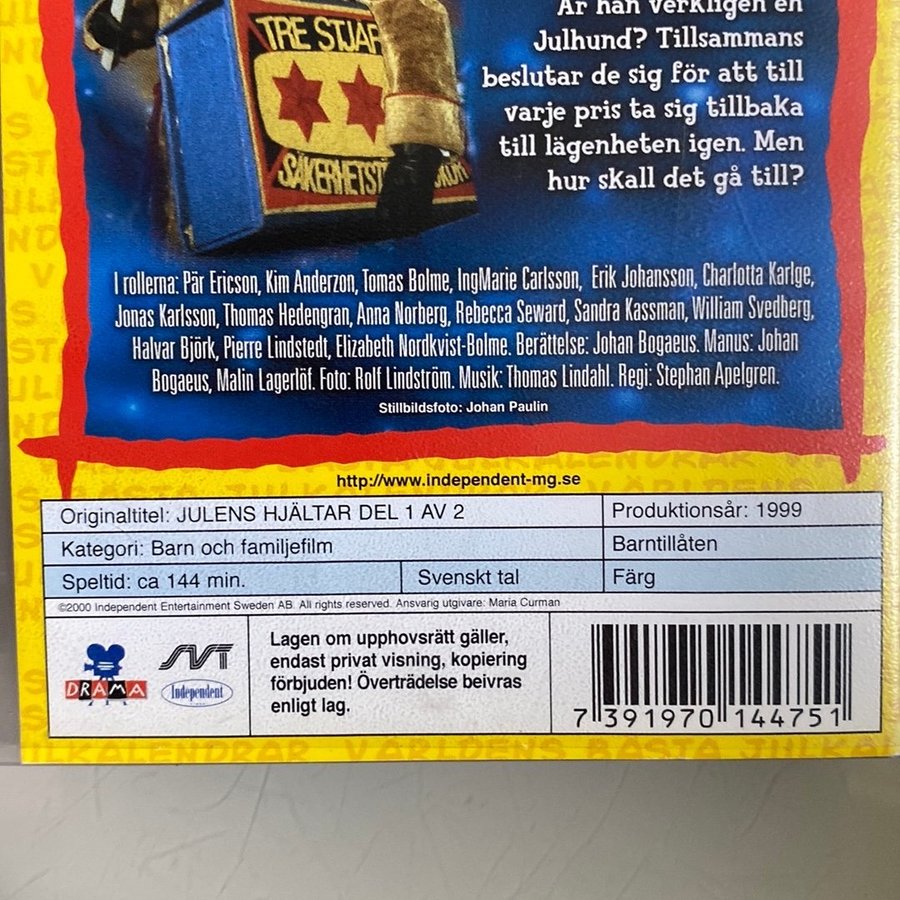 Är han verkligen en
Julhund? Tillsammans
beslutar de sig för att till
varje pris ta sig tillbaka
till lägenheten igen. Men
hur skall det gå till?
TRE STJÄR
SÄKERHETST
I rollerna: Pär Ericson, Kim Anderzon, Tomas Bolme, IngMarie Carlsson, Erik Johansson, Charlotta Karlge,
Jonas Karlsson, Thomas Hedengran, Anna Norberg, Rebecca Seward, Sandra Kassman, William Svedberg,
Halvar Björk, Pierre Lindstedt, Elizabeth Nordkvist-Bolme. Berättelse: Johan Bogaeus. Manus: Johan
Bogaeus, Malin Lagerlöf. Foto: Rolf Lindström. Musik: Thomas Lindahl. Regi: Stephan Apelgren.
Stillbildsfoto: Johan Paulin
http://www.independent-mg.se
Originaltitel: JULENS HJÄLTAR DEL 1 AV 2
Produktionsår: 1999
Kategori: Barn och familjefilm
Barntillåten
Speltid: ca 144 min.
Svenskt tal
Färg
©2000 Independent Entertainment Sweden AB. All rights reserved. Ansvarig utgivare: Maria Curman
DRAMA
SVT
Independent
Lagen om upphovsrätt gäller,
endast privat visning, kopiering
förbjuden! Överträdelse beivras
enligt lag.
7 391970 144751
ULKALENDRAR VÄRLDENS BÄSTA JULKAL